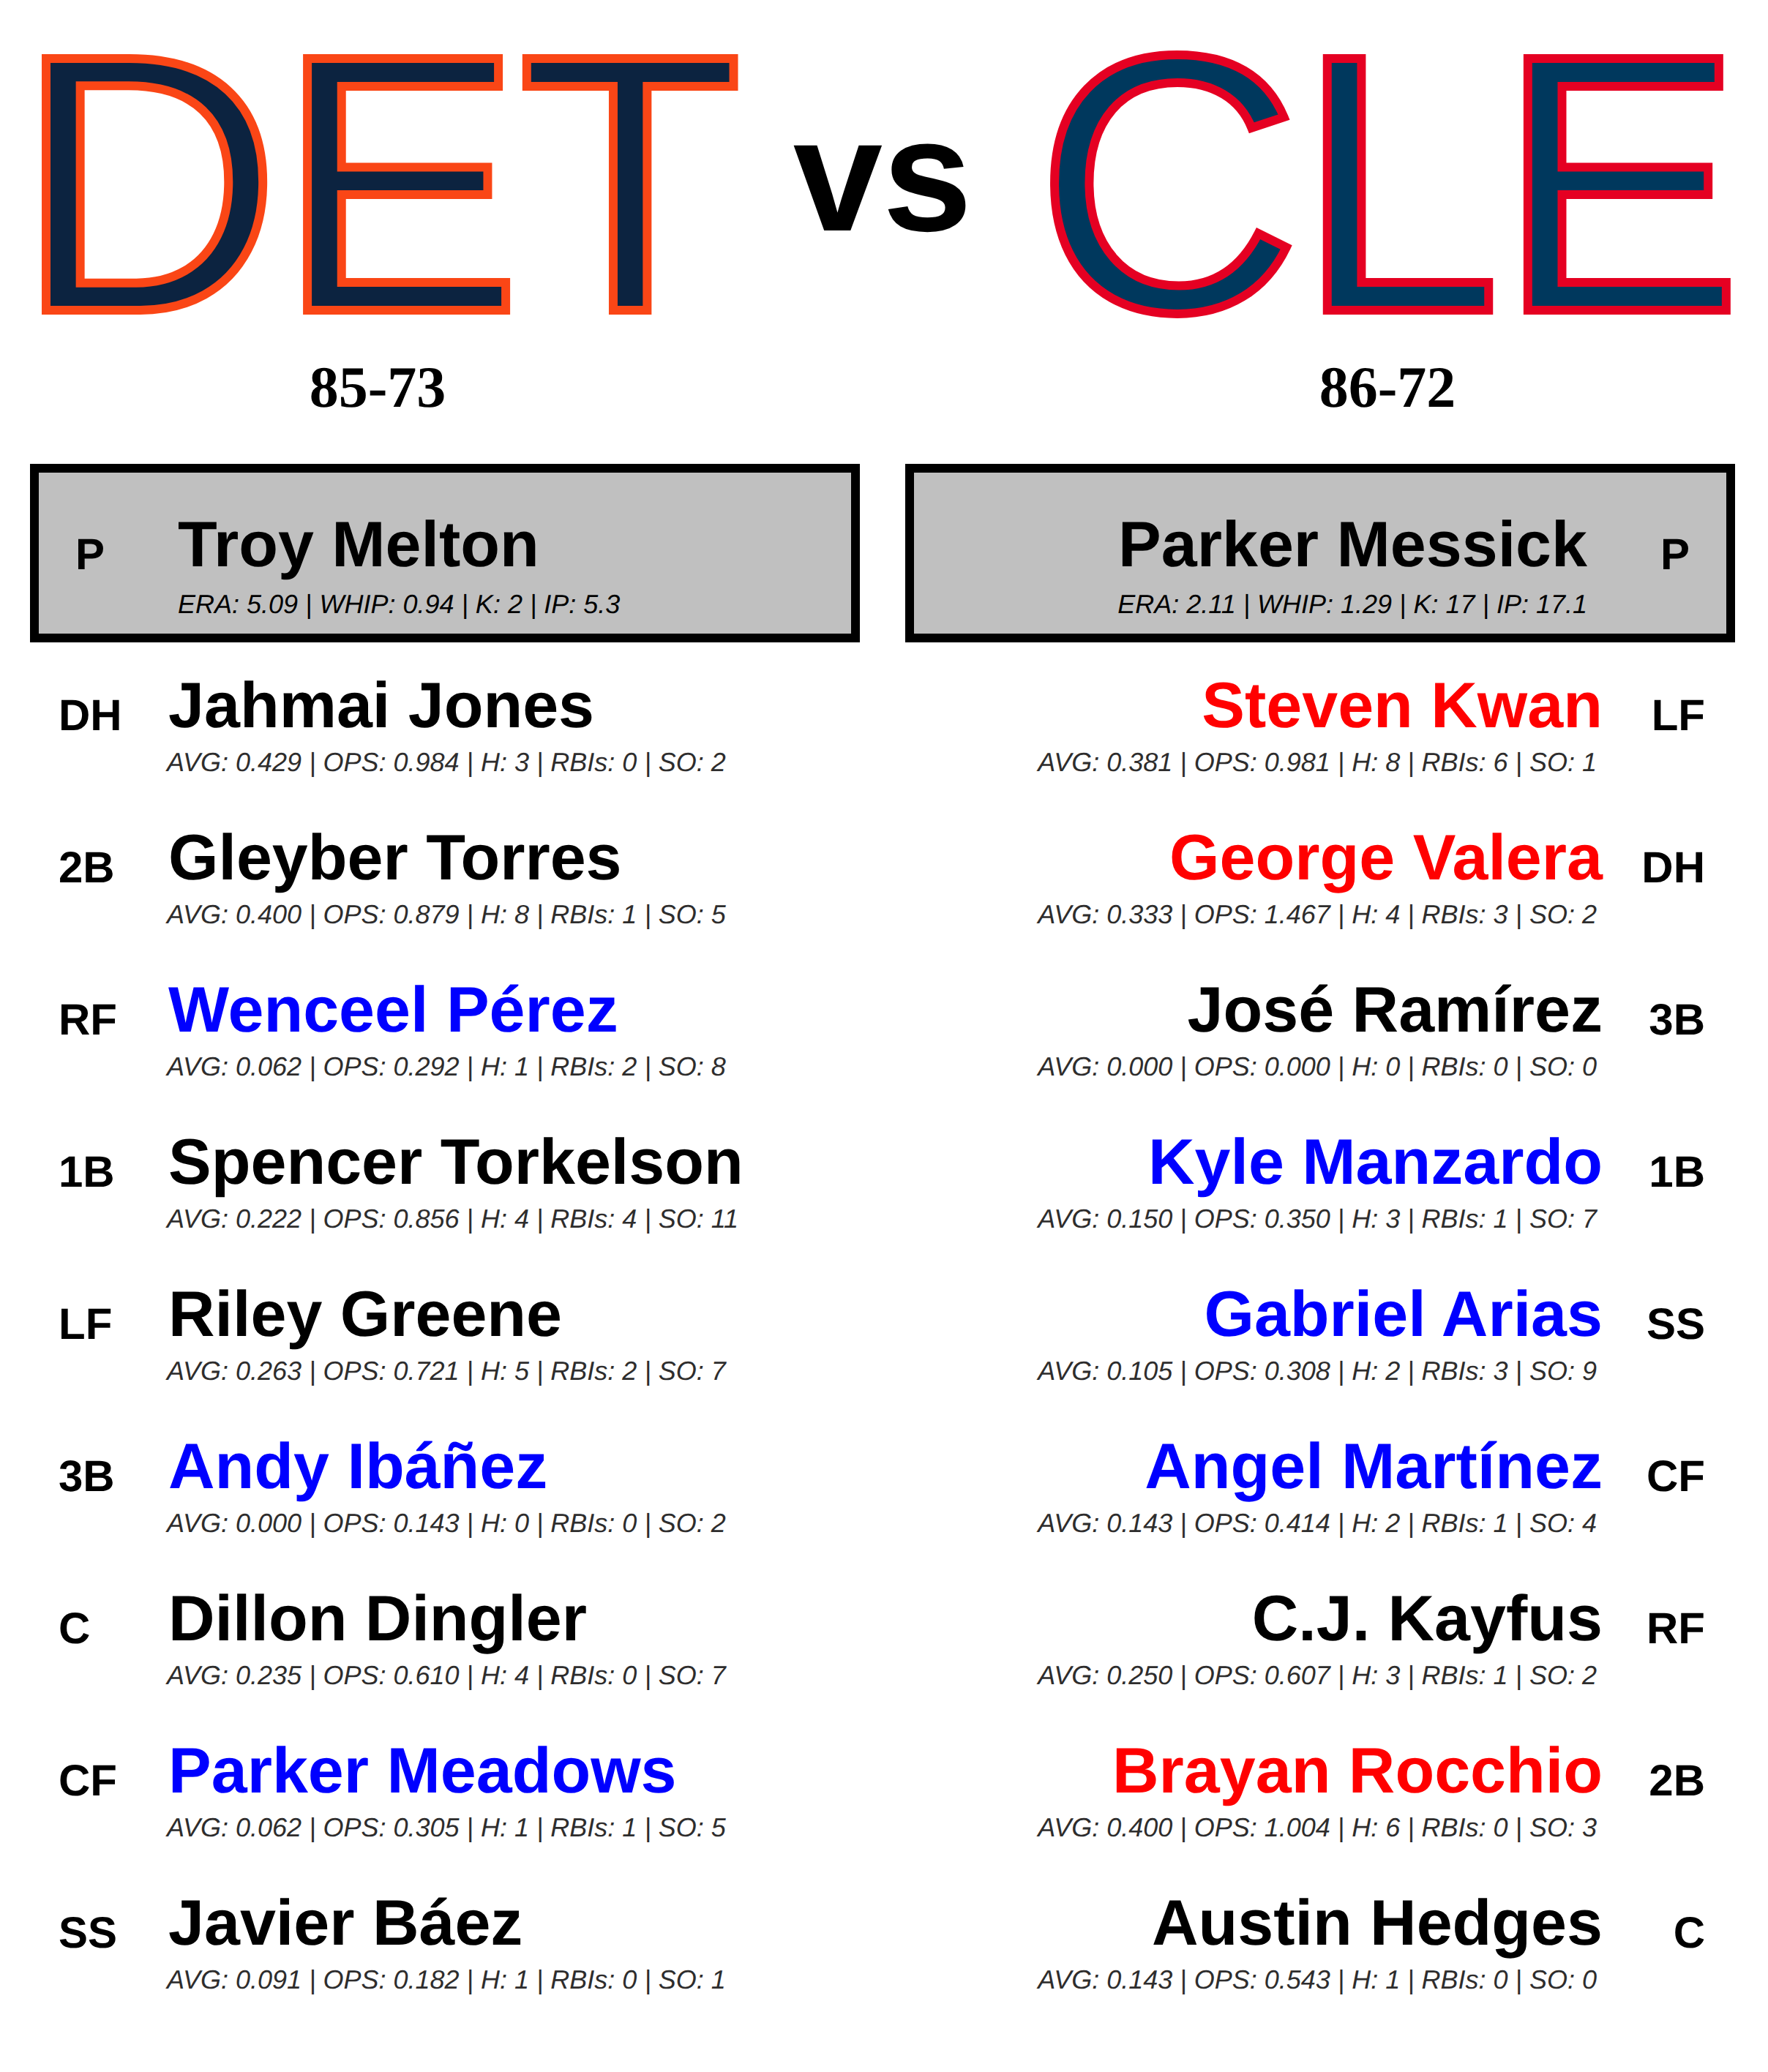 DET vs CLE
85-73
86-72
P Troy Melton
ERA: 5.09 | WHIP: 0.94 | K: 2 | IP: 5.3
Parker Messick P
ERA: 2.11 | WHIP: 1.29 | K: 17 | IP: 17.1
DH Jahmai Jones
AVG: 0.429 | OPS: 0.984 | H: 3 | RBIs: 0 | SO: 2
2B Gleyber Torres
AVG: 0.400 | OPS: 0.879 | H: 8 | RBIs: 1 | SO: 5
RF Wenceel Pérez
AVG: 0.062 | OPS: 0.292 | H: 1 | RBIs: 2 | SO: 8
1B Spencer Torkelson
AVG: 0.222 | OPS: 0.856 | H: 4 | RBIs: 4 | SO: 11
LF Riley Greene
AVG: 0.263 | OPS: 0.721 | H: 5 | RBIs: 2 | SO: 7
3B Andy Ibáñez
AVG: 0.000 | OPS: 0.143 | H: 0 | RBIs: 0 | SO: 2
C Dillon Dingler
AVG: 0.235 | OPS: 0.610 | H: 4 | RBIs: 0 | SO: 7
CF Parker Meadows
AVG: 0.062 | OPS: 0.305 | H: 1 | RBIs: 1 | SO: 5
SS Javier Báez
AVG: 0.091 | OPS: 0.182 | H: 1 | RBIs: 0 | SO: 1
Steven Kwan LF
AVG: 0.381 | OPS: 0.981 | H: 8 | RBIs: 6 | SO: 1
George Valera DH
AVG: 0.333 | OPS: 1.467 | H: 4 | RBIs: 3 | SO: 2
José Ramírez 3B
AVG: 0.000 | OPS: 0.000 | H: 0 | RBIs: 0 | SO: 0
Kyle Manzardo 1B
AVG: 0.150 | OPS: 0.350 | H: 3 | RBIs: 1 | SO: 7
Gabriel Arias SS
AVG: 0.105 | OPS: 0.308 | H: 2 | RBIs: 3 | SO: 9
Angel Martínez CF
AVG: 0.143 | OPS: 0.414 | H: 2 | RBIs: 1 | SO: 4
C.J. Kayfus RF
AVG: 0.250 | OPS: 0.607 | H: 3 | RBIs: 1 | SO: 2
Brayan Rocchio 2B
AVG: 0.400 | OPS: 1.004 | H: 6 | RBIs: 0 | SO: 3
Austin Hedges C
AVG: 0.143 | OPS: 0.543 | H: 1 | RBIs: 0 | SO: 0